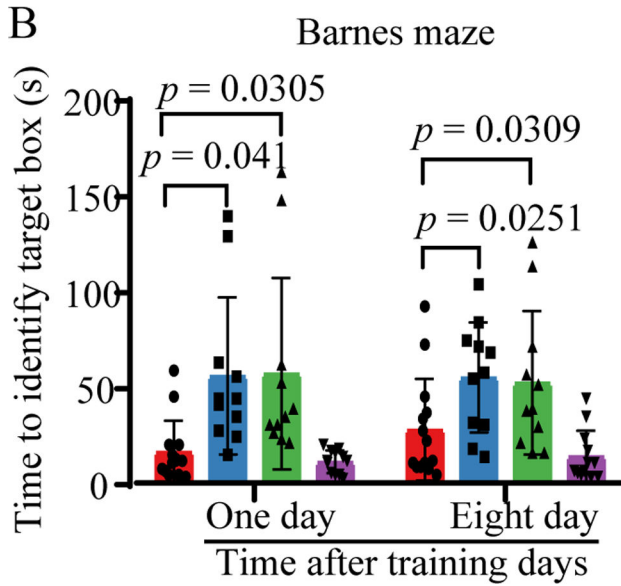 B
Barnes maze
Time to identify target box (s)
200
150
100
50
0
p = 0.0305
p = 0.041
p = 0.0309
p = 0.0251
One day
Eight day
Time after training days